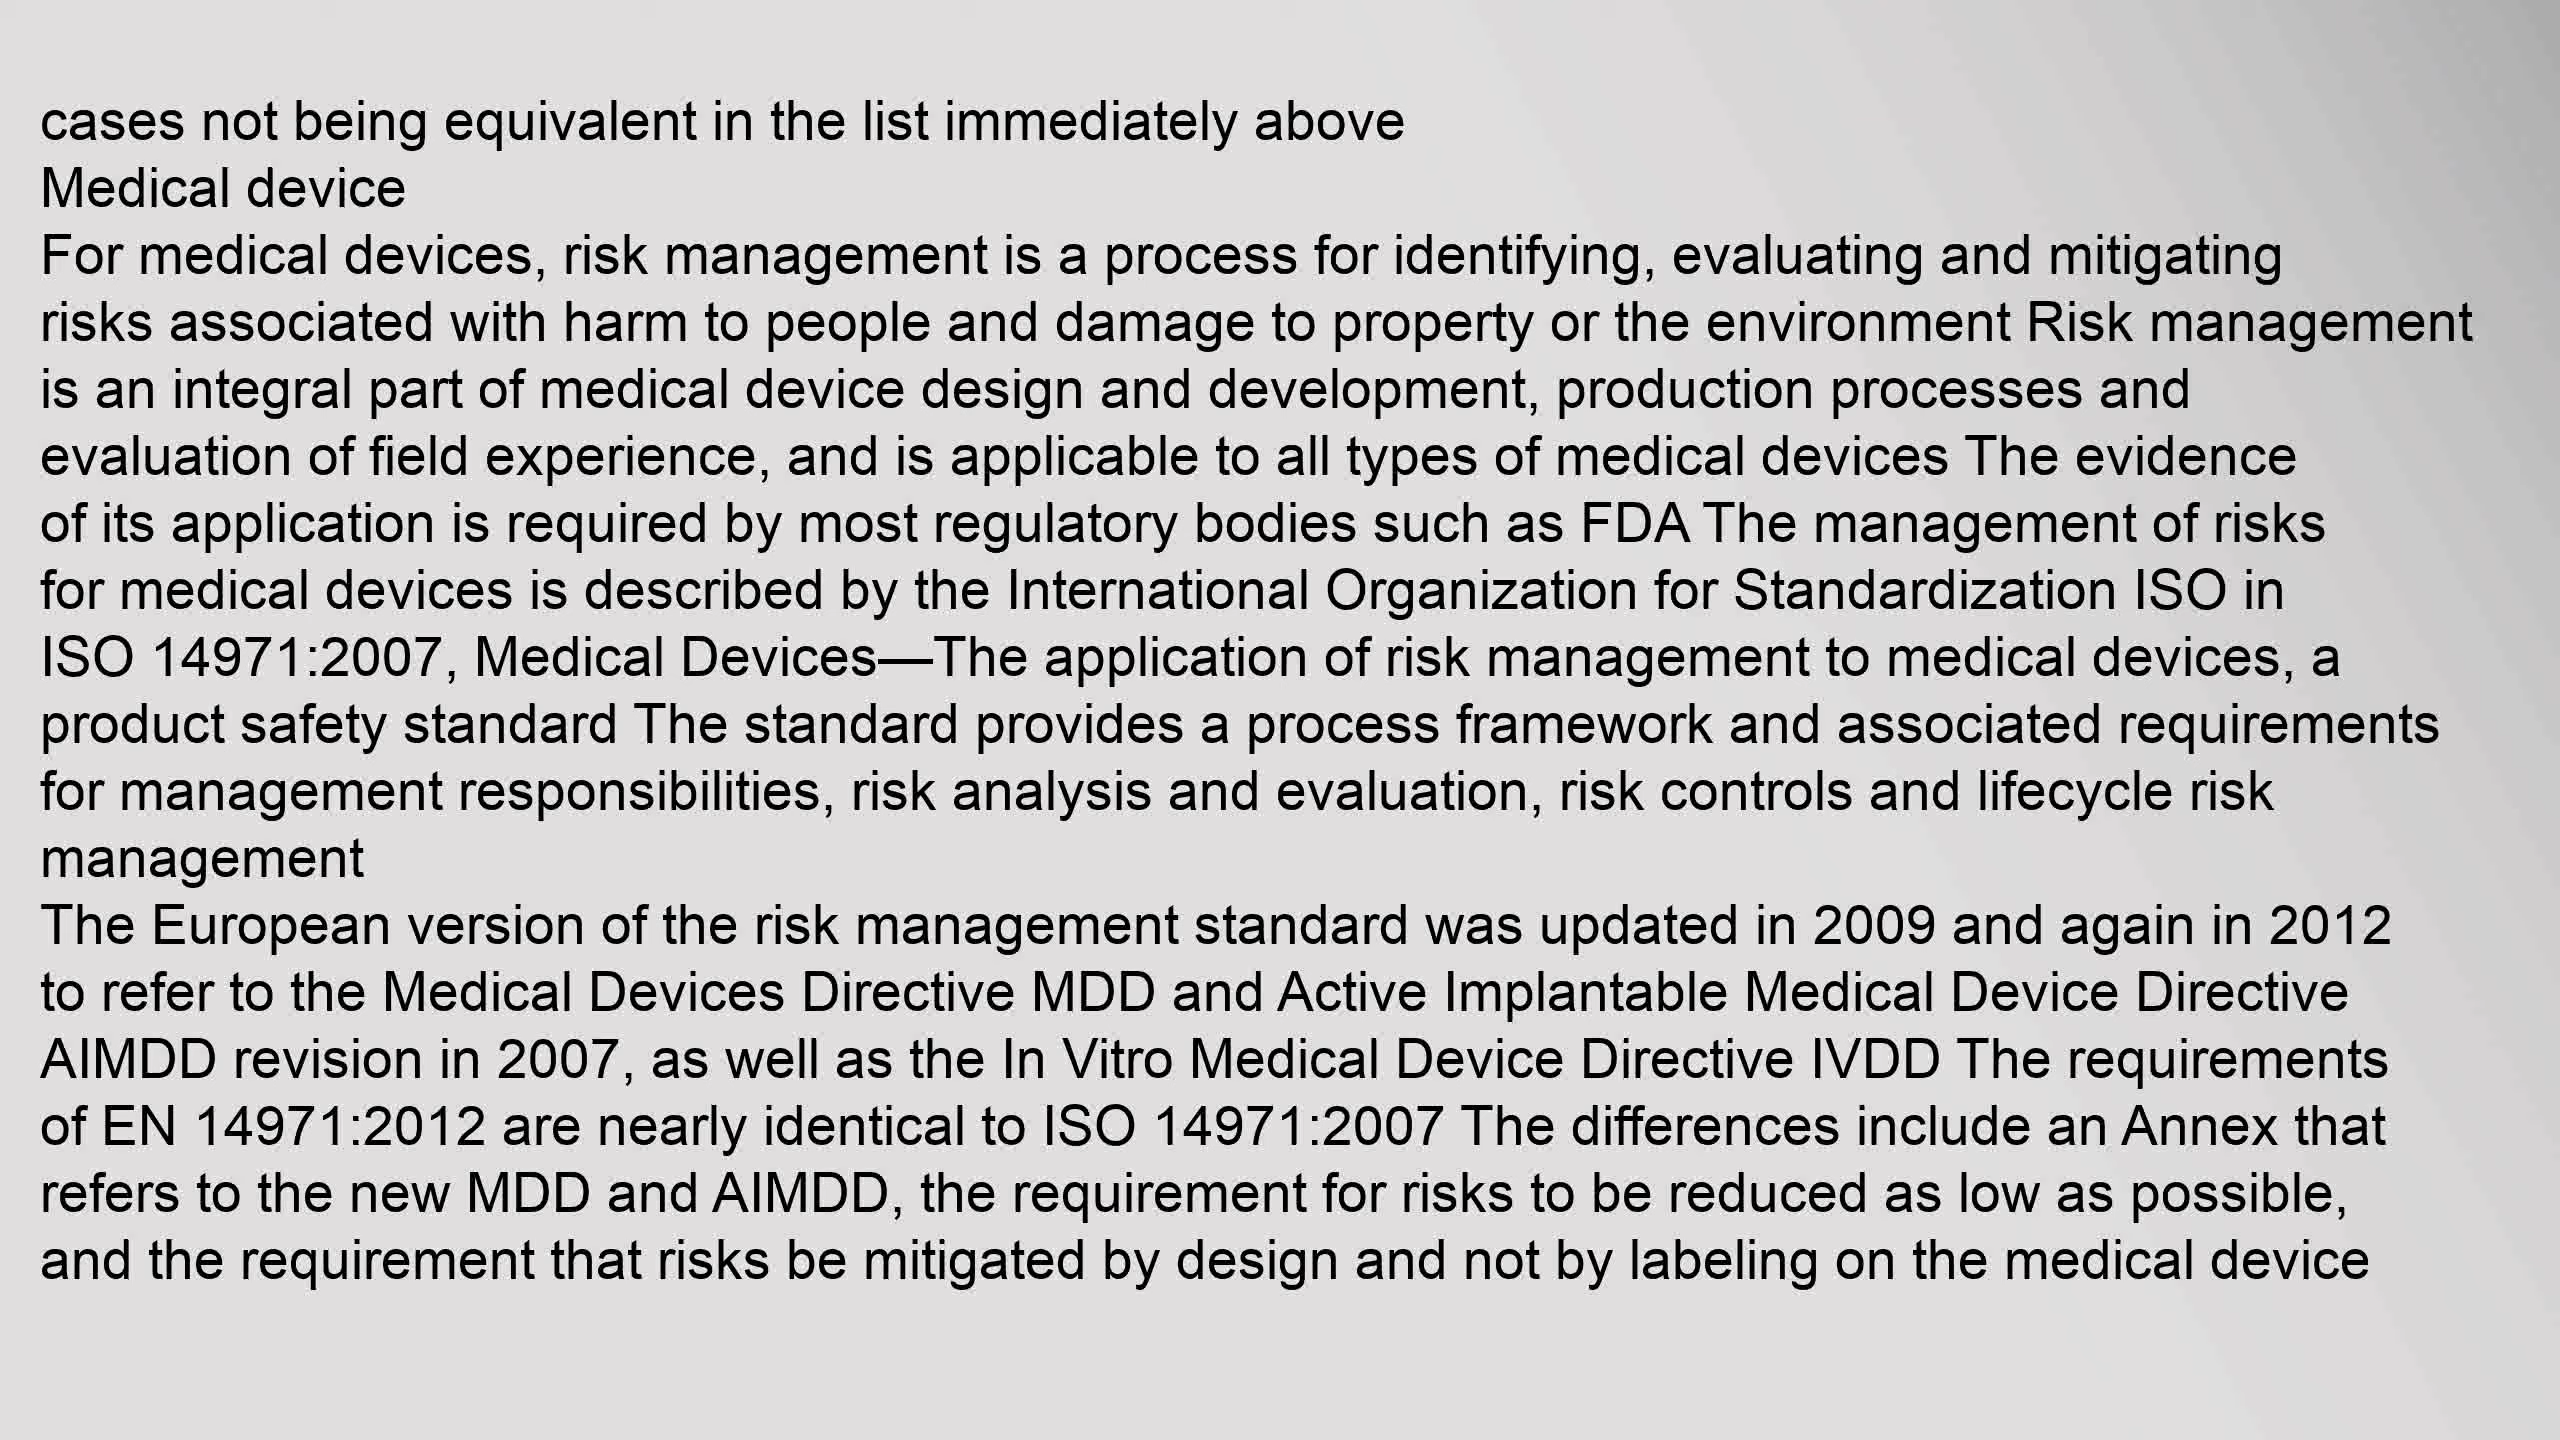 cases not being equivalent in the list immediately above
Medical device
For medical devices, risk management is a process for identifying, evaluating and mitigating
risks associated with harm to people and damage to property or the environment Risk management
is an integral part of medical device design and development, production processes and
evaluation of field experience, and is applicable to all types of medical devices The evidence
of its application is required by most regulatory bodies such as FDA The management of risks
for medical devices is described by the International Organization for Standardization ISO in
ISO 14971:2007, Medical Devices—The application of risk management to medical devices, a
product safety standard The standard provides a process framework and associated requirements
for management responsibilities, risk analysis and evaluation, risk controls and lifecycle risk
management
The European version of the risk management standard was updated in 2009 and again in 2012
to refer to the Medical Devices Directive MDD and Active Implantable Medical Device Directive
AIMDD revision in 2007, as well as the In Vitro Medical Device Directive IVDD The requirements
of EN 14971:2012 are nearly identical to ISO 14971:2007 The differences include an Annex that
refers to the new MDD and AIMDD, the requirement for risks to be reduced as low as possible,
and the requirement that risks be mitigated by design and not by labeling on the medical device